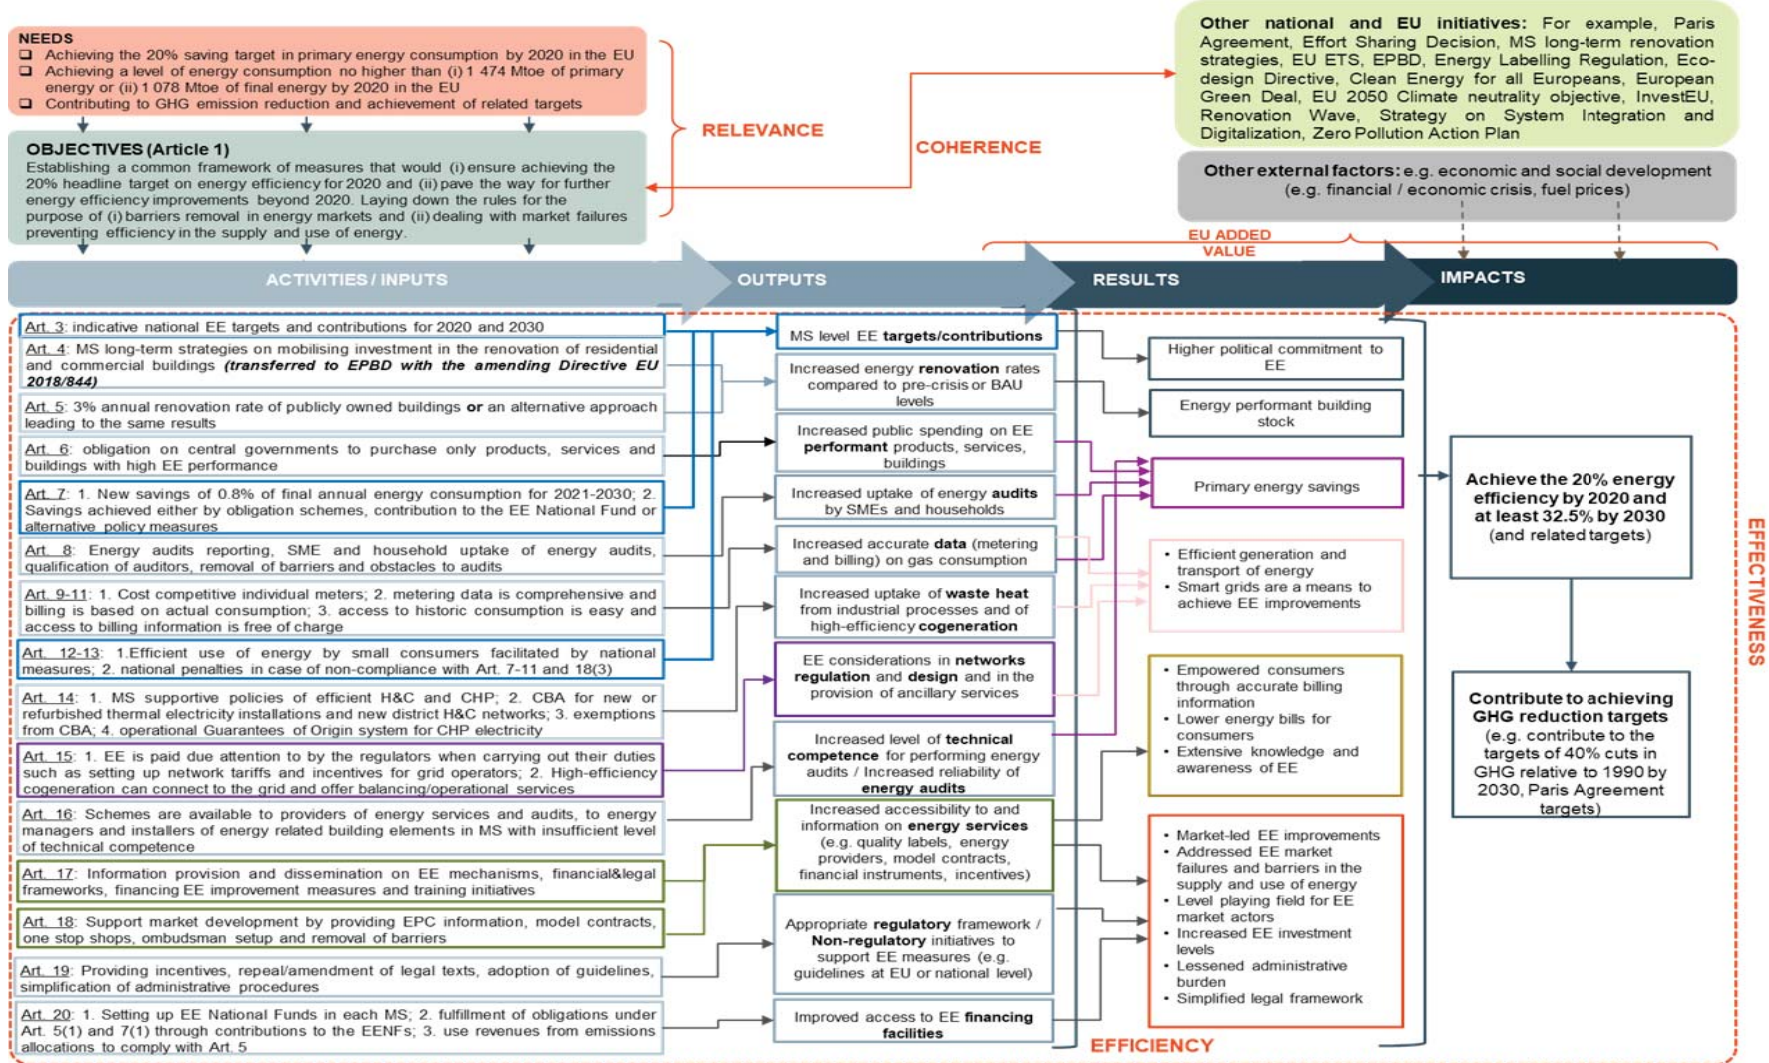 NEEDS
❑ Achieving the 20% saving target in primary energy consumption by 2020 in the EU
❑ Achieving a level of energy consumption no higher than (i) 1 474 Mtoe of primary
energy or (ii) 1 078 Mtoe of final energy by 2020 in the EU
❑ Contributing to GHG emission reduction and achievement of related targets
OBJECTIVES (Article 1)
Establishing a common framework of measures that would (i) ensure achieving the
20% headline target on energy efficiency for 2020 and (ii) pave the way for further
energy efficiency improvements beyond 2020. Laying down the rules for the
purpose of (i) barriers removal in energy markets and (ii) dealing with market failures
preventing efficiency in the supply and use of energy.
RELEVANCE
COHERENCE
Other national and EU initiatives: For example, Paris
Agreement, Effort Sharing Decision, MS long-term renovation
strategies, EU ETS, EPBD, Energy Labelling Regulation, Eco-
design Directive, Clean Energy for all Europeans, European
Green Deal, EU 2050 Climate neutrality objective, InvestEU,
Renovation Wave, Strategy on System Integration and
Digitalization, Zero Pollution Action Plan
Other external factors: e.g. economic and social development
(e.g. financial / economic crisis, fuel prices)
EU ADDED
VALUE
ACTIVITIES / INPUTS
OUTPUTS
RESULTS
IMPACTS
Art. 3: indicative national EE targets and contributions for 2020 and 2030
Art. 4: MS long-term strategies on mobilising investment in the renovation of residential
and commercial buildings (transferred to EPBD with the amending Directive EU
2018/844)
Art. 5: 3% annual renovation rate of publicly owned buildings or an alternative approach
leading to the same results
Art. 6: obligation on central governments to purchase only products, services and
buildings with high EE performance
Art. 7: 1. New savings of 0.8% of final annual energy consumption for 2021-2030; 2.
Savings achieved either by obligation schemes, contribution to the EE National Fund or
alternative policy measures
Art. 8: Energy audits reporting, SME and household uptake of energy audits,
qualification of auditors, removal of barriers and obstacles to audits
Art. 9-11: 1. Cost competitive individual meters; 2. metering data is comprehensive and
billing is based on actual consumption; 3. access to historic consumption is easy and
access to billing information is free of charge
Art. 12-13: 1.Efficient use of energy by small consumers facilitated by national
measures; 2. national penalties in case of non-compliance with Art. 7-11 and 18(3)
Art. 14: 1. MS supportive policies of efficient H&C and CHP; 2. CBA for new or
refurbished thermal electricity installations and new district H&C networks; 3. exemptions
from CBA; 4. operational Guarantees of Origin system for CHP electricity
Art. 15: 1. EE is paid due attention to by the regulators when carrying out their duties
such as setting up network tariffs and incentives for grid operators; 2. High-efficiency
cogeneration can connect to the grid and offer balancing/operational services
Art. 16: Schemes are available to providers of energy services and audits, to energy
managers and installers of energy related building elements in MS with insufficient level
of technical competence
Art. 17: Information provision and dissemination on EE mechanisms, financial&legal
frameworks, financing EE improvement measures and training initiatives
Art. 18: Support market development by providing EPC information, model contracts,
one stop shops, ombudsman setup and removal of barriers
Art. 19: Providing incentives, repeal/amendment of legal texts, adoption of guidelines,
simplification of administrative procedures
Art. 20: 1. Setting up EE National Funds in each MS; 2. fulfillment of obligations under
Art. 5(1) and 7(1) through contributions to the EENFs; 3. use revenues from emissions
allocations to comply with Art. 5
MS level EE targets/contributions
Increased energy renovation rates
compared to pre-crisis or BAU
levels
Increased public spending on EE
performant products, services,
buildings
Increased uptake of energy audits
by SMEs and households
Increased accurate data (metering
and billing) on gas consumption
Increased uptake of waste heat
from industrial processes and of
high-efficiency cogeneration
EE considerations in networks
regulation and design and in the
provision of ancillary services
Increased level of technical
competence for performing energy
audits / Increased reliability of
energy audits
Increased accessibility to and
information on energy services
(e.g. quality labels, energy
providers, model contracts,
financial instruments, incentives)
Appropriate regulatory framework /
Non-regulatory initiatives to
support EE measures (e.g.
guidelines at EU or national level)
Improved access to EE financing
facilities
Higher political commitment to
EE
Energy performant building
stock
Primary energy savings
• Efficient generation and
transport of energy
• Smart grids are a means to
achieve EE improvements
• Empowered consumers
through accurate billing
information
• Lower energy bills for
consumers
• Extensive knowledge and
awareness of EE
• Market-led EE improvements
• Addressed EE market
failures and barriers in the
supply and use of energy
• Level playing field for EE
market actors
• Increased EE investment
levels
• Lessened administrative
burden
• Simplified legal framework
Achieve the 20% energy
efficiency by 2020 and
at least 32.5% by 2030
(and related targets)
Contribute to achieving
GHG reduction targets
(e.g. contribute to the
targets of 40% cuts in
GHG relative to 1990 by
2030, Paris Agreement
targets)
EFFECTIVENESS
EFFICIENCY